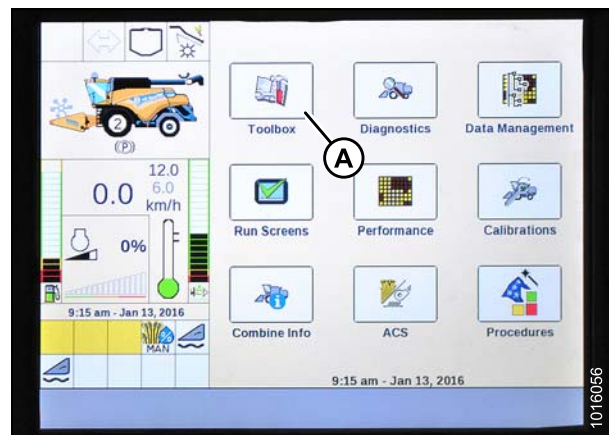 2
(P)
12.0
0.0
6.0
km/h
0%
9:15 am - Jan 13, 2016
MAN
Toolbox
Diagnostics
Data Management
A
Run Screens
Performance
Calibrations
Combine Info
ACS
Procedures
9:15 am - Jan 13, 2016
1016056